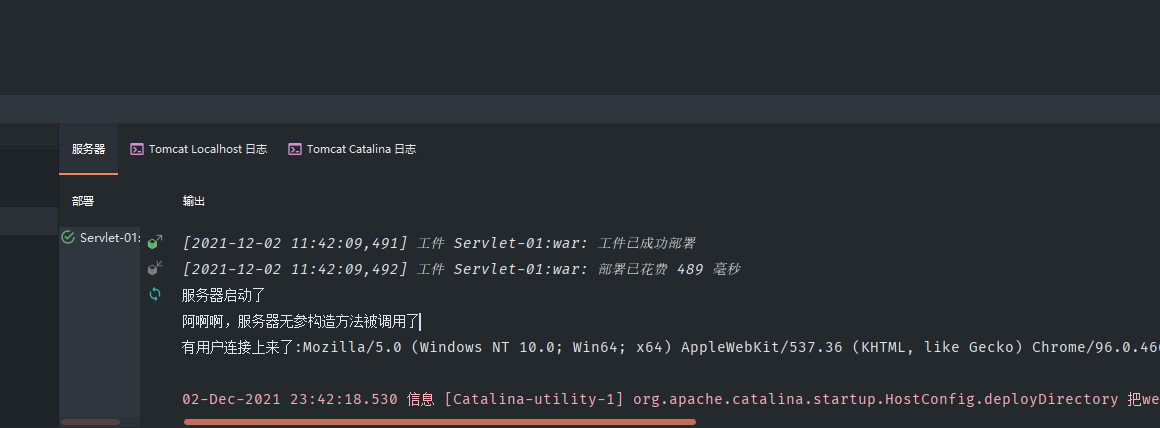 服务器 Tomcat Localhost 日志 Tomcat Catalina 日志
部署 输出
Servlet-01:
[2021-12-02 11:42:09,491] 工件 Servlet-01:war: 工件已成功部署
[2021-12-02 11:42:09,492] 工件 Servlet-01:war: 部署已花费 489 毫秒
服务器启动了
阿啊啊，服务器无参构造方法被调用了
有用户连接上来了:Mozilla/5.0 (Windows NT 10.0; Win64; x64) AppleWebKit/537.36 (KHTML, like Gecko) Chrome/96.0.466
02-Dec-2021 23:42:18.530 信息 [Catalina-utility-1] org.apache.catalina.startup.HostConfig.deployDirectory 把we